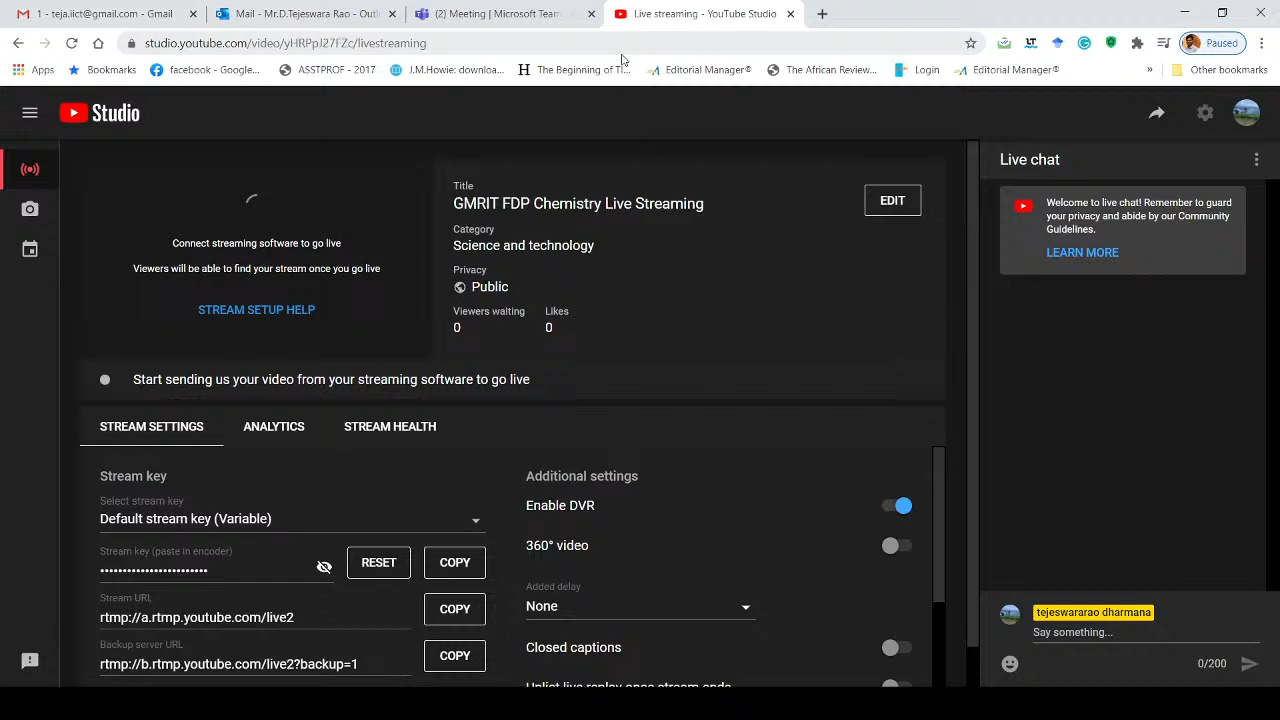 1 - teja.iict@gmail.com - Gmail
Mail - Mr.D.Tejeswara Rao - Outl
(2) Meeting | Microsoft Team
Live streaming - YouTube Studio
studio.youtube.com/video/yHRPpJ27FZc/livestreaming
Paused
Apps
Bookmarks
facebook - Google...
ASSTPROF - 2017
J.M.Howie: downloa...
The Beginning of Ti...
Editorial Manager®
The African Review...
Login
Editorial Manager®
Other bookmarks
Studio
Connect streaming software to go live
Viewers will be able to find your stream once you go live
STREAM SETUP HELP
Title
GMRIT FDP Chemistry Live Streaming
EDIT
Category
Science and technology
Privacy
Public
Viewers waiting
Likes
0
0
Start sending us your video from your streaming software to go live
STREAM SETTINGS
ANALYTICS
STREAM HEALTH
Stream key
Select stream key
Default stream key (Variable)
Stream key (paste in encoder)
••••••••••••••••••••••••
RESET
COPY
Stream URL
rtmp://a.rtmp.youtube.com/live2
COPY
Backup server URL
rtmp://b.rtmp.youtube.com/live2?backup=1
COPY
Additional settings
Enable DVR
360° video
Added delay
None
Closed captions
Unlist live replay once stream ends
Live chat
Welcome to live chat! Remember to guard
your privacy and abide by our Community
Guidelines.
LEARN MORE
tejeswararao dharmana
Say something...
0/200